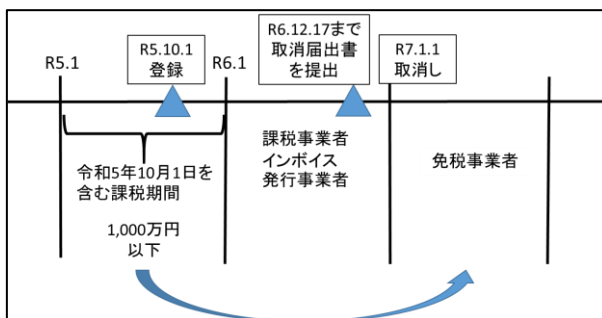 R5.1
R5.10.1
登録
R6.1
R6.12.17まで
取消届出書
を提出
R7.1.1
取消し
令和5年10月1日を
含む課税期間
1,000万円
以下
課税事業者
インボイス
発行事業者
免税事業者